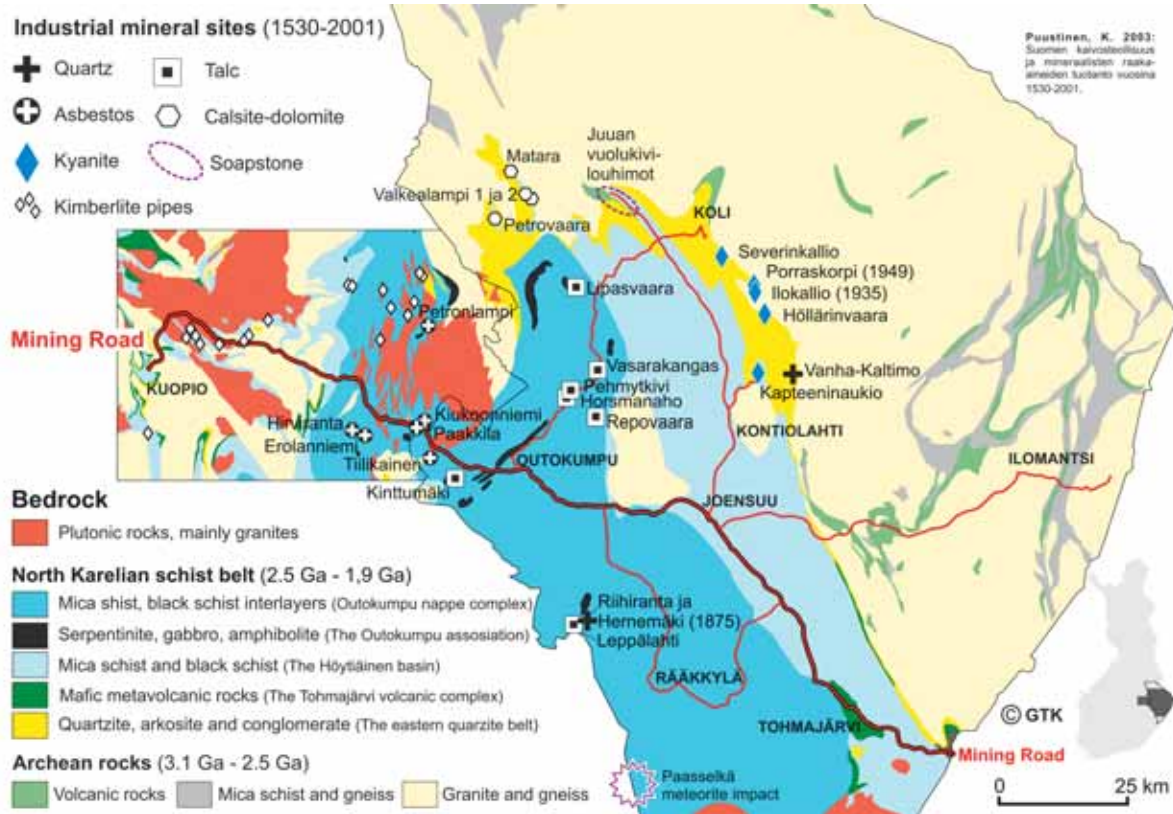 Industrial mineral sites (1530-2001)
Quartz
Talc
Asbestos
Calsite-dolomite
Kyanite
Soapstone
Kimberlite pipes
Puustinen, K. 2003:
Suomen kaivosteollisuus
ja mineraalisten raaka-
aineiden tuotanto vuosina
1530-2001.
Matara
Valkealampi 1 ja 2
Petrovaara
Juuan
vuolukivi-
louhimot
KOLI
Severinkallio
Porraskorpi (1949)
Ilokallio (1935)
Höllärinvaara
Vanha-Kaltimo
Kapteeninaukio
Lipasvaara
Petronlampi
Mining Road
KUOPIO
Vasarakangas
Pehmytkivi
Horsmanaho
Repovaara
Kiukoonniemi
Paakkila
Hirviranta
Erolanniemi
Tiilikainen
Kinttumäki
OUTOKUMPU
KONTIOLAHTI
JOENSUU
ILOMANTSI
Bedrock
Plutonic rocks, mainly granites
North Karelian schist belt (2.5 Ga - 1,9 Ga)
Mica shist, black schist interlayers (Outokumpu nappe complex)
Serpentinite, gabbro, amphibolite (The Outokumpu assosiation)
Mica schist and black schist (The Höytiäinen basin)
Mafic metavolcanic rocks (The Tohmajärvi volcanic complex)
Quartzite, arkosite and conglomerate (The eastern quarzite belt)
Archean rocks (3.1 Ga - 2.5 Ga)
Volcanic rocks
Mica schist and gneiss
Granite and gneiss
Riihiranta ja
Hernemäki (1875)
Leppälahti
RÄÄKKYLÄ
TOHMAJÄRVI
© GTK
Mining Road
Paasselkä
meteorite impact
0
25 km